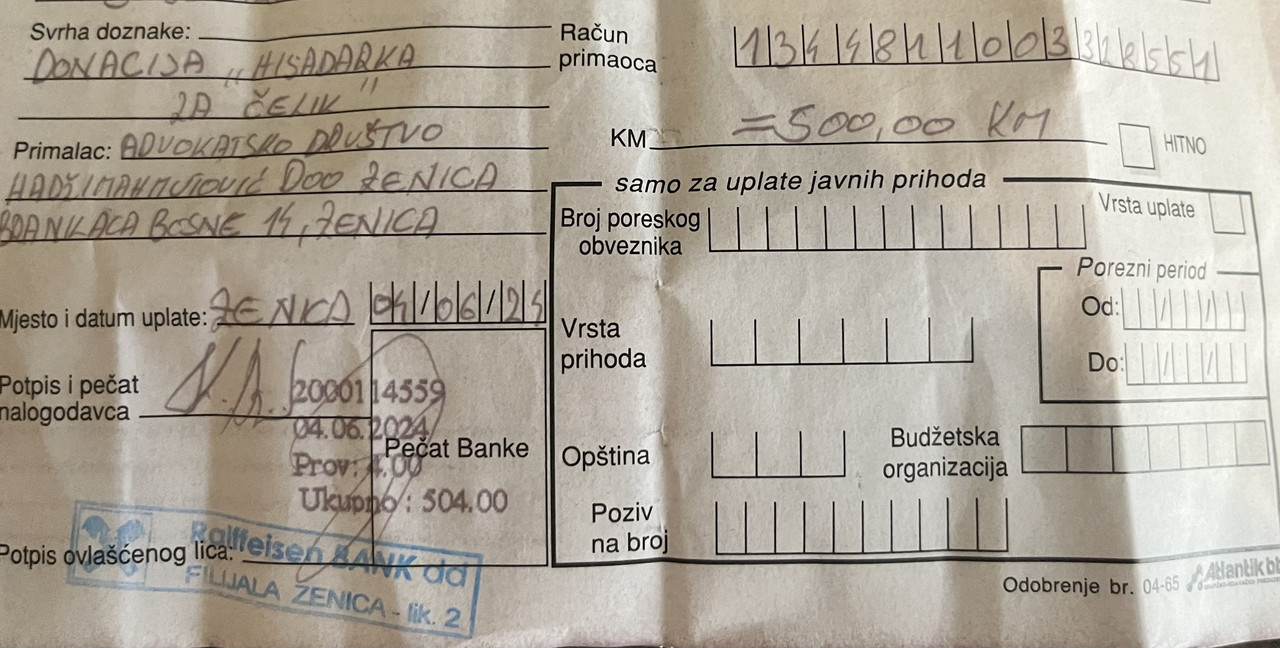 Svrha doznake:
DONACIJA „HISADARKA
ZA ČELIK"
Primalac: ADVOKATSKO DRUŠTVO
HADŽIMAHMUTOVIĆ DOO ZENICA
BOSNE 14, ZENICA
Mjesto i datum uplate: ZENICA 04/06/24
Potpis i pečat
nalogodavca
2000114559
04.06.2024
Pečat Banke
Prov: 4.00
Ukupno: 504.00
Potpis ovlašćenog lica:
Raiffeisen BANK dd
FILIJALA ZENICA - lik. 2
Račun
primaoca
KM =500,00 KM
HITNO
samo za uplate javnih prihoda
Broj poreskog
obveznika
Vrsta uplate
Porezni period
Od:
Do:
Vrsta
prihoda
Opština
Budžetska
organizacija
Poziv
na broj
Odobrenje br. 04-65